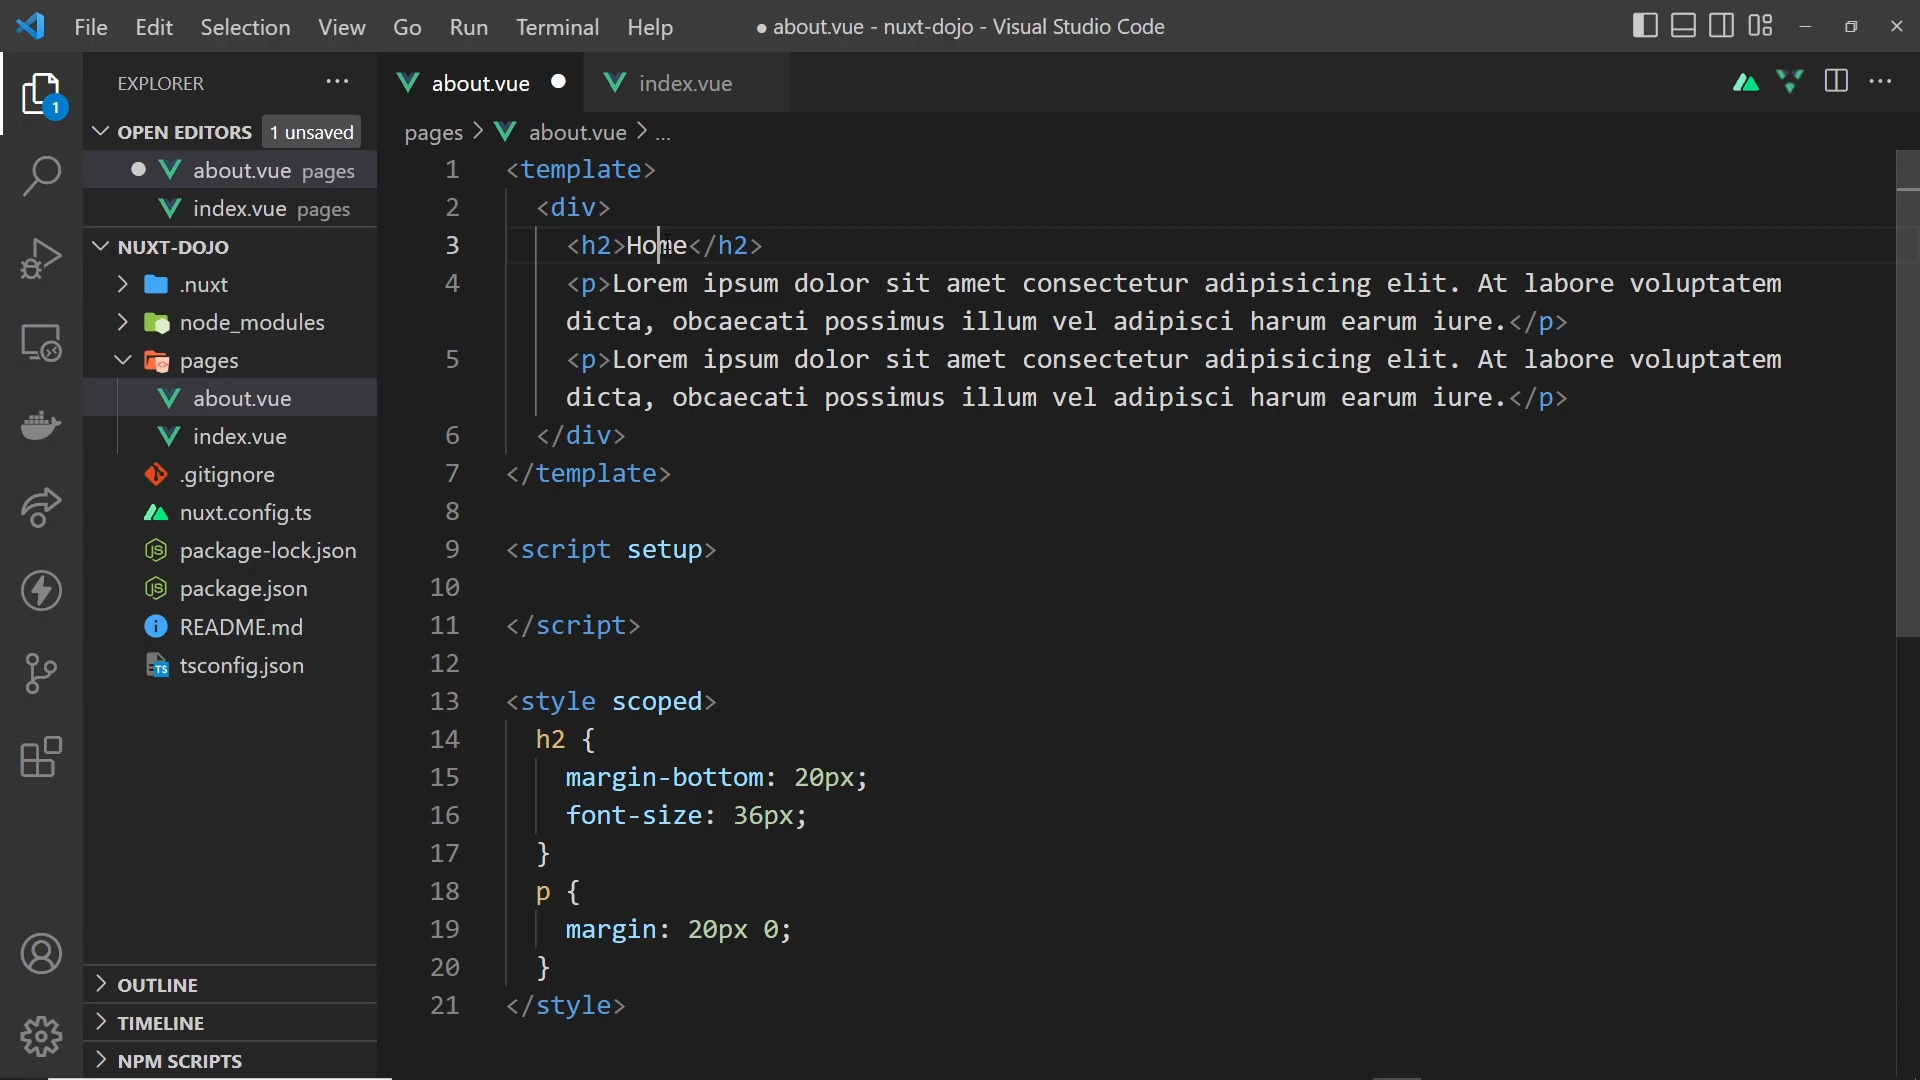 File Edit Selection View Go Run Terminal Help
● about.vue - nuxt-dojo - Visual Studio Code
EXPLORER
1
OPEN EDITORS 1 unsaved
about.vue pages
index.vue pages
NUXT-DOJO
.nuxt
node_modules
pages
about.vue
index.vue
.gitignore
nuxt.config.ts
package-lock.json
package.json
README.md
tsconfig.json
OUTLINE
TIMELINE
NPM SCRIPTS
about.vue
index.vue
pages > about.vue > ...
1 <template>
2 <div>
3 <h2>Home</h2>
4 <p>Lorem ipsum dolor sit amet consectetur adipisicing elit. At labore voluptatem
dicta, obcaecati possimus illum vel adipisci harum earum iure.</p>
5 <p>Lorem ipsum dolor sit amet consectetur adipisicing elit. At labore voluptatem
dicta, obcaecati possimus illum vel adipisci harum earum iure.</p>
6 </div>
7 </template>
8
9 <script setup>
10
11 </script>
12
13 <style scoped>
14 h2 {
15 margin-bottom: 20px;
16 font-size: 36px;
17 }
18 p {
19 margin: 20px 0;
20 }
21 </style>